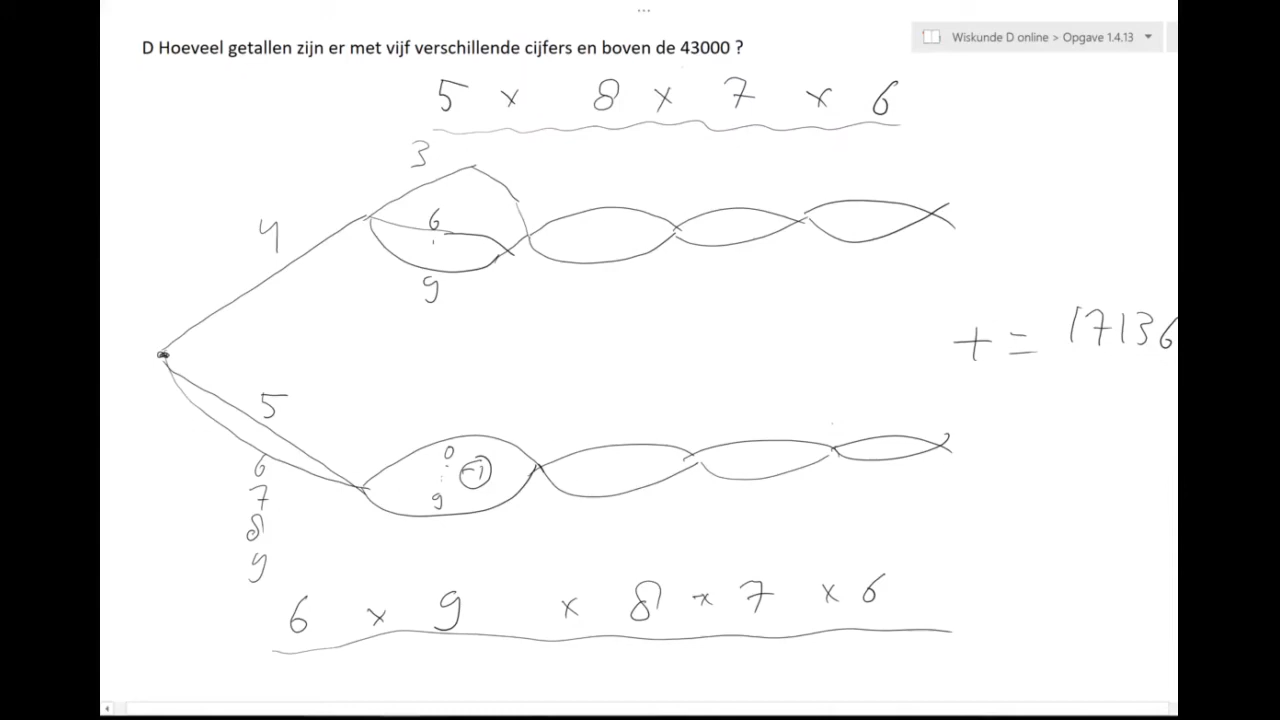 D Hoeveel getallen zijn er met vijf verschillende cijfers en boven de 43000 ?
Wiskunde D online > Opgave 1.4.13
5 x 8 x 7 x 6
3
4
6
9
+ = 17136
5
6
7
8
9
0
-1
9
6 x 9 x 8 x 7 x 6